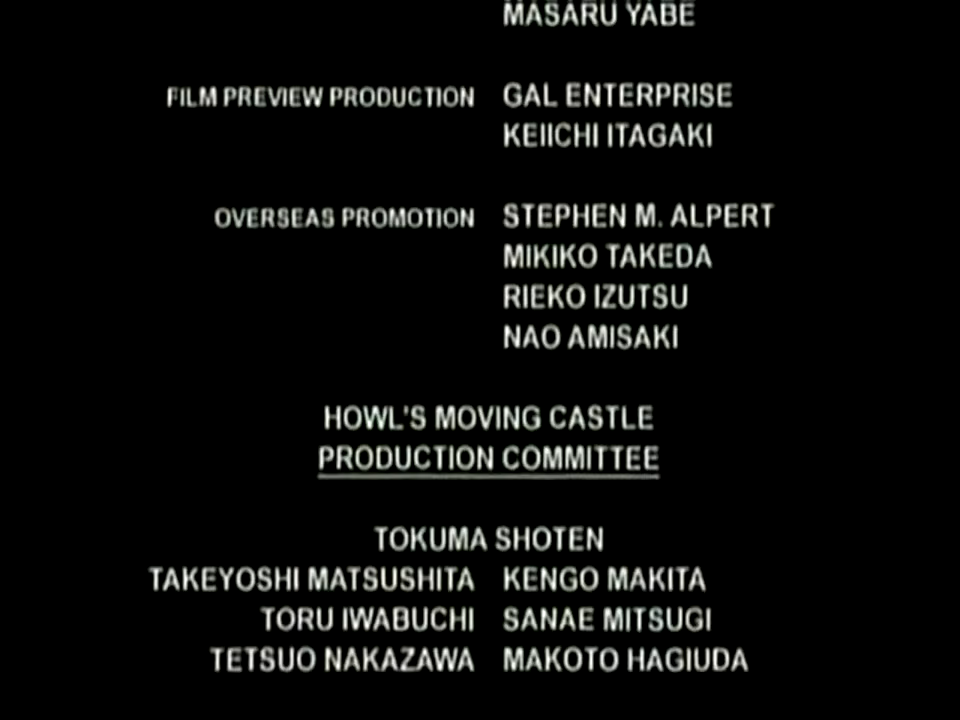 MASARU YABE
FILM PREVIEW PRODUCTION GAL ENTERPRISE
KEIICHI ITAGAKI
OVERSEAS PROMOTION STEPHEN M. ALPERT
MIKIKO TAKEDA
RIEKO IZUTSU
NAO AMISAKI
HOWL'S MOVING CASTLE
PRODUCTION COMMITTEE
TOKUMA SHOTEN
TAKEYOSHI MATSUSHITA KENGO MAKITA
TORU IWABUCHI SANAE MITSUGI
TETSUO NAKAZAWA MAKOTO HAGIUDA